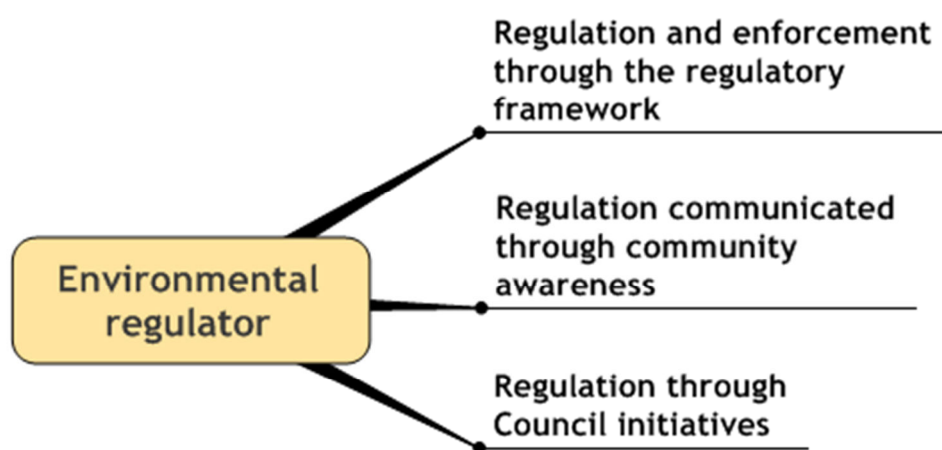 Regulation and enforcement
through the regulatory
framework
Regulation communicated
through community
awareness
Environmental
regulator
Regulation through
Council initiatives